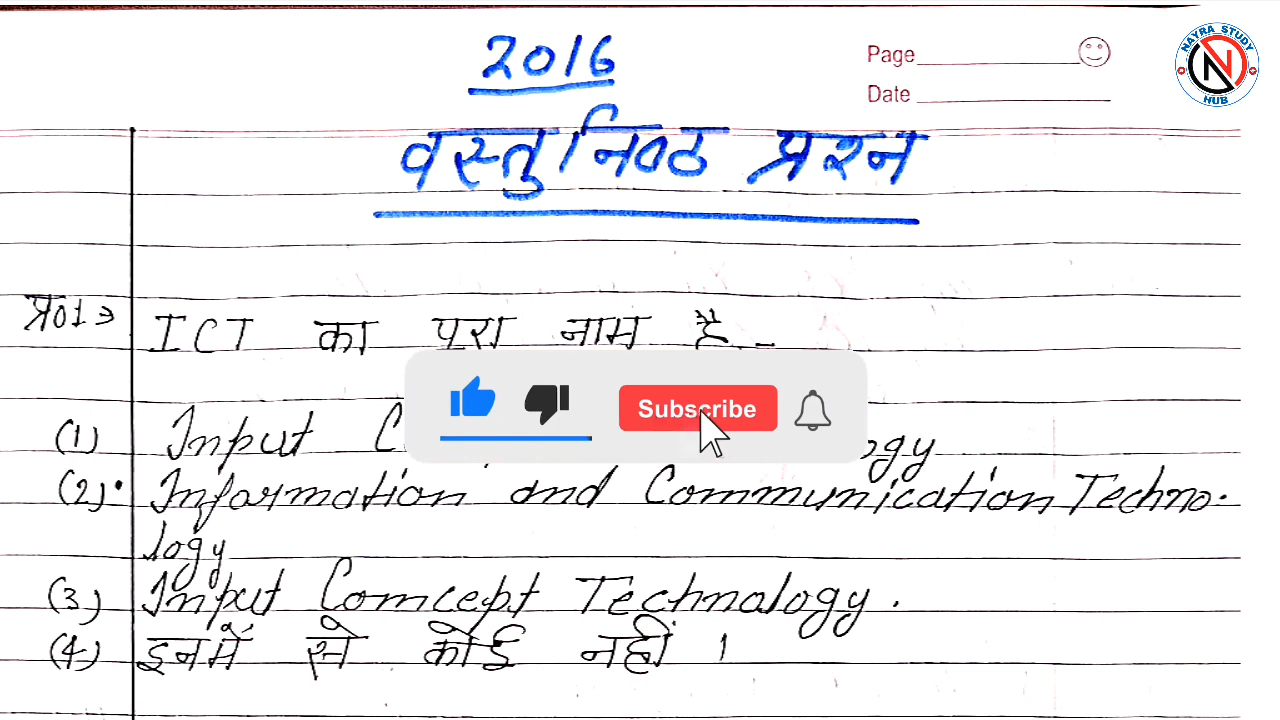 2016
Page
Date
NAYRA STUDY
N
HUB
वस्तुनिष्ठ प्रश्न
प्र01⇒ ICT का पूरा नाम है -
Subscribe
(1) Input
(2) Information and Communication Techno-
logy
(3) Input Comcept Technology.
(4) इनमें से कोई नहीं ।